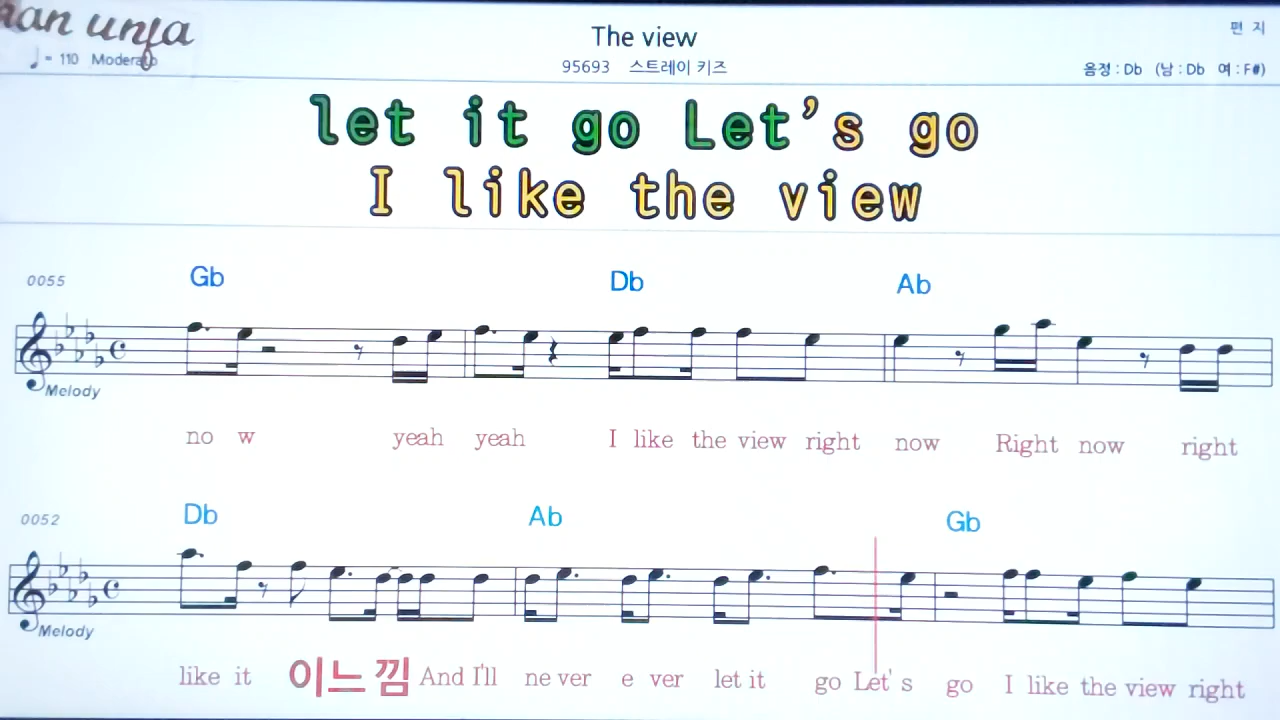 The view
편 지
♩= 110 Moderato
95693 스트레이 키즈
음정 : Db (남 : Db 여 : F#)
let it go Let's go
I like the view
0055 Gb Db Ab
Melody
no w yeah yeah I like the view right now Right now right
0052 Db Ab Gb
Melody
like it 이느낌 And I'll ne ver e ver let it go Let's go I like the view right